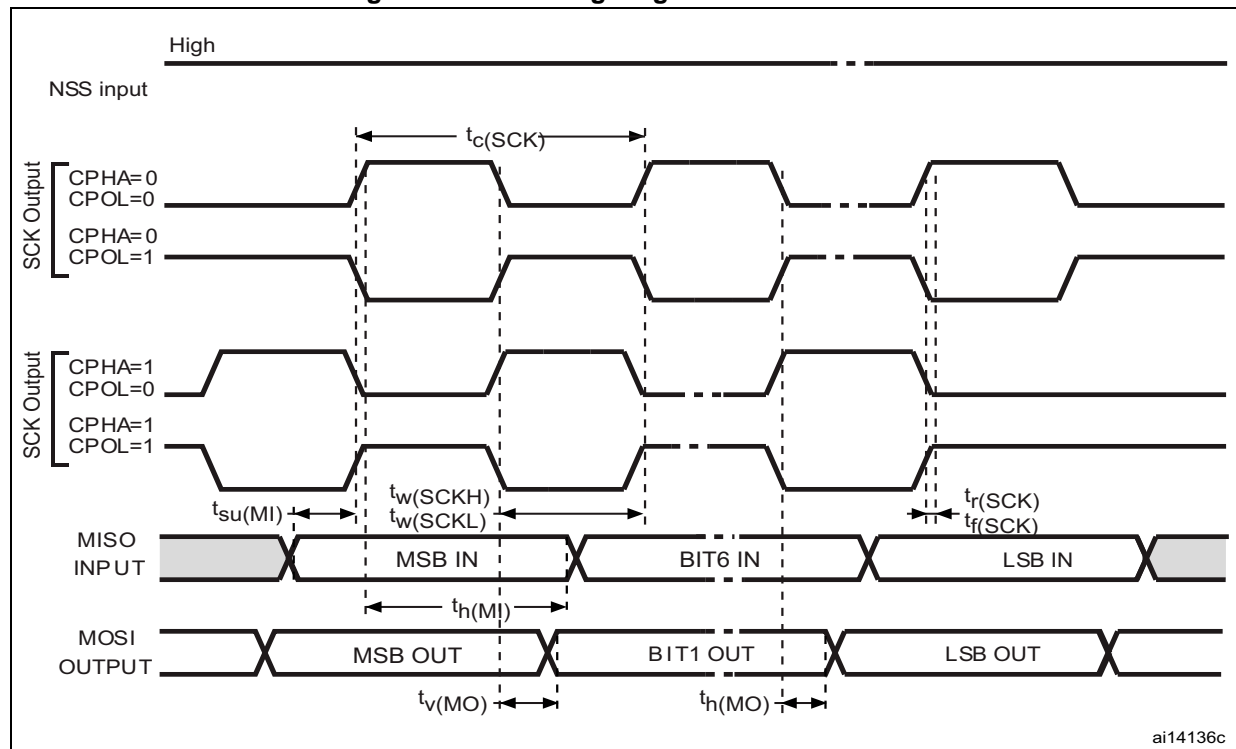 High
NSS input
tc(SCK)
SCK Output
CPHA=0
CPOL=0
CPHA=0
CPOL=1
SCK Output
CPHA=1
CPOL=0
CPHA=1
CPOL=1
tsu(MI)
tw(SCKH)
tw(SCKL)
tr(SCK)
tf(SCK)
MISO
INPUT
MSB IN
BIT6 IN
LSB IN
th(MI)
MOSI
OUTPUT
MSB OUT
BIT1 OUT
LSB OUT
tv(MO)
th(MO)
ai14136c